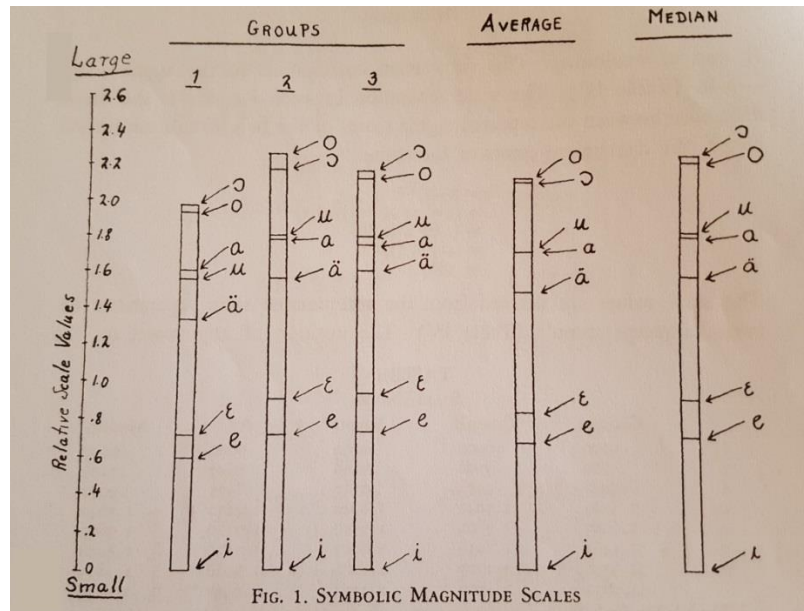 GROUPS AVERAGE MEDIAN
Large
1 2 3
2.6
2.4
2.2
2.0
1.8
1.6
1.4
1.2
1.0
.8
.6
.4
.2
0
Small
Relative Scale Values
ɔ
o
a
u
ä
ε
e
i
o
ɔ
u
a
ä
ε
e
i
ɔ
o
u
a
ä
ε
e
i
o
ɔ
u
a
ä
ε
e
i
ɔ
o
u
a
ä
ε
e
ı
FIG. 1. SYMBOLIC MAGNITUDE SCALES